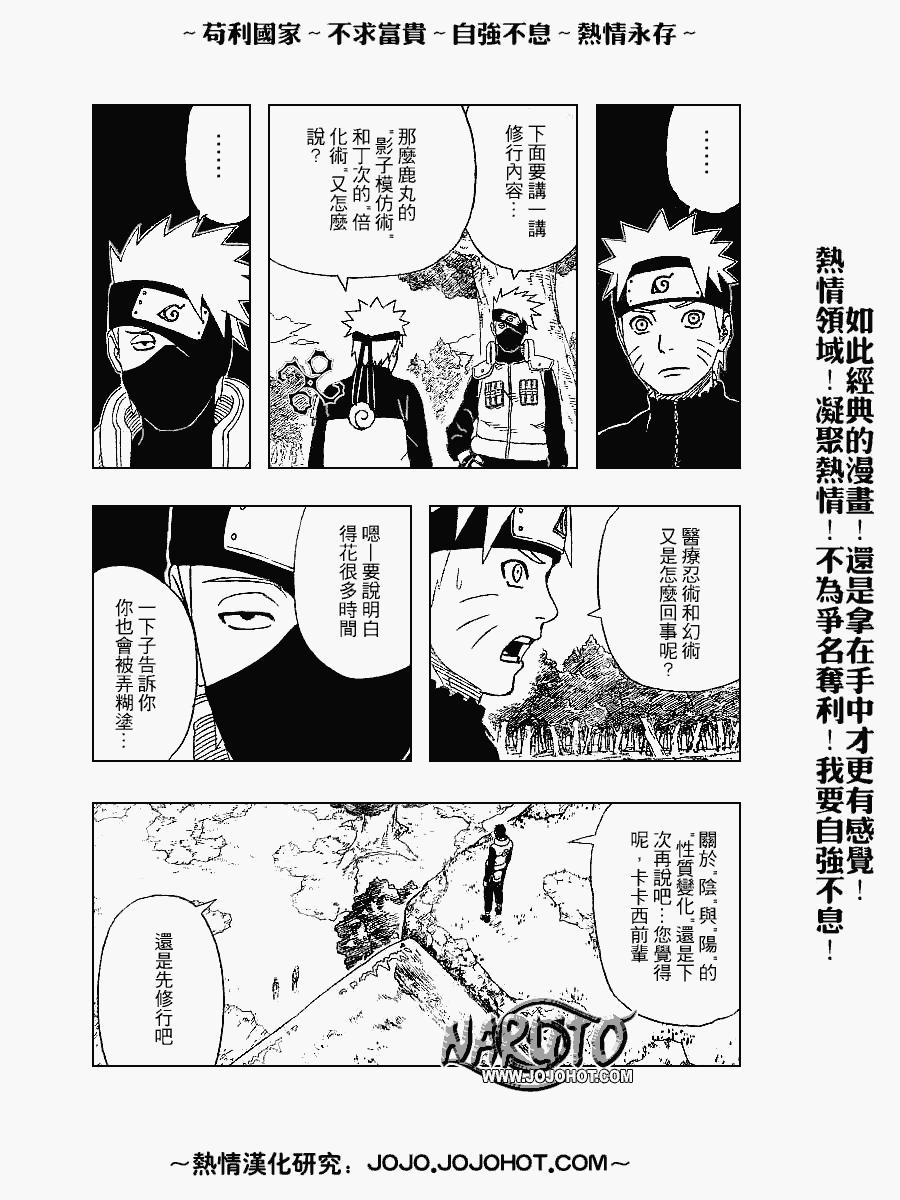 ~苟利國家~不求富貴~自強不息~熱情永存~
……
下面要講一講
修行內容…
那麼鹿丸的
"影子模仿術"
和丁次的"倍
化術"又怎麼
說?
……
醫療忍術和幻術
又是怎麼回事呢?
嗯—要說明白
得花很多時間
一下子告訴你
你也會被弄糊塗…
關於"陰"與"陽"的
"性質變化"還是下
次再說吧…您覺得
呢,卡卡西前輩
還是先修行吧
NARUTO
WWW.JOJOHOT.COM
如此經典的漫畫!還是拿在手中才更有感覺!
熱情領域!凝聚熱情!不為爭名奪利!我要自強不息!
~熱情漢化研究:JOJO.JOJOHOT.COM~